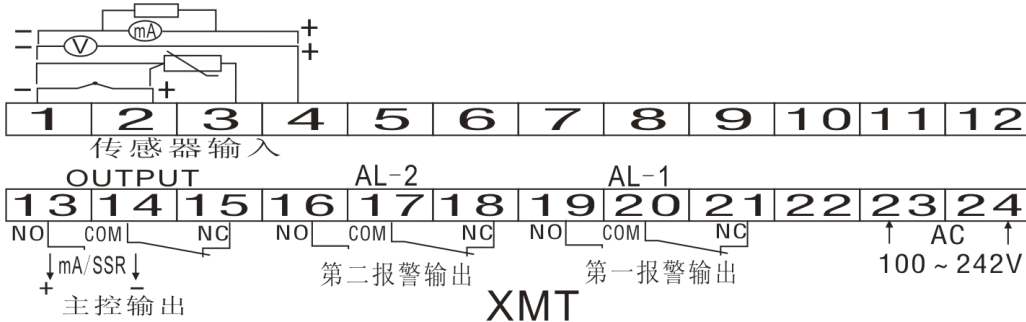 − mA +
− V +
− +
1 2 3 4 5 6 7 8 9 10 11 12
传感器输入
OUTPUT AL-2 AL-1
13 14 15 16 17 18 19 20 21 22 23 24
NO COM NC NO COM NC NO COM NC AC
mA/SSR 第二报警输出 第一报警输出 100~242V
+ −
主控输出
XMT